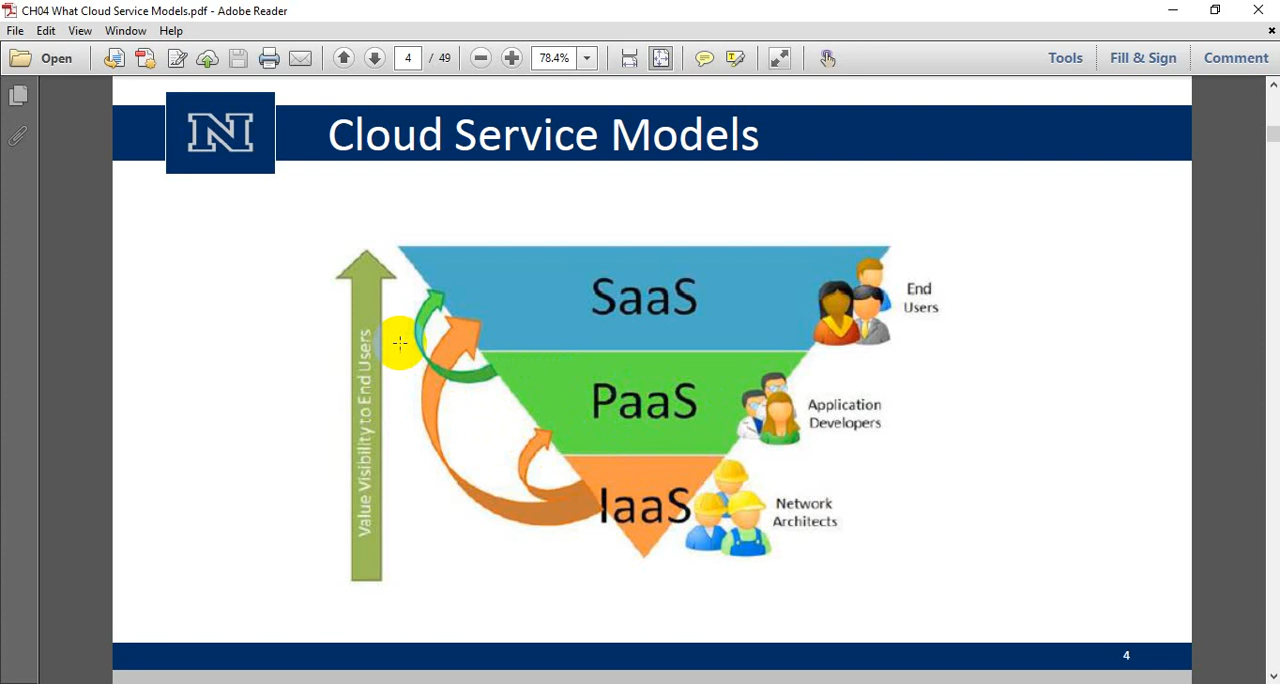 CH04 What Cloud Service Models.pdf - Adobe Reader
File Edit View Window Help
Open 4 / 49 78.4% Tools Fill & Sign Comment
N Cloud Service Models
SaaS
End
Users
PaaS
Application
Developers
IaaS
Network
Architects
Value Visibility to End Users
4